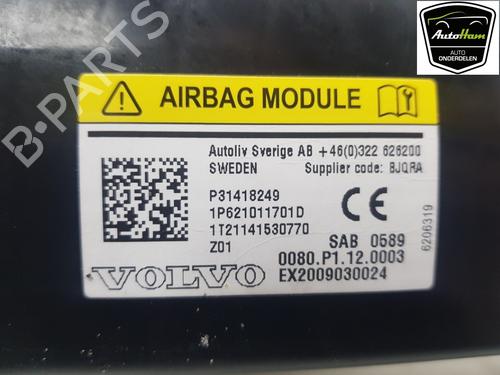 AutoHam
AUTO
ONDERDELEN
B-PARTS
AIRBAG MODULE
Autoliv Sverige AB +46(0)322 626200
SWEDEN Supplier code: BJQRA
P31418249
1P621011701D
1T21141530770
Z01
CE
SAB 0589
0080.P1.12.0003
EX2009030024
VOLVO
6206319